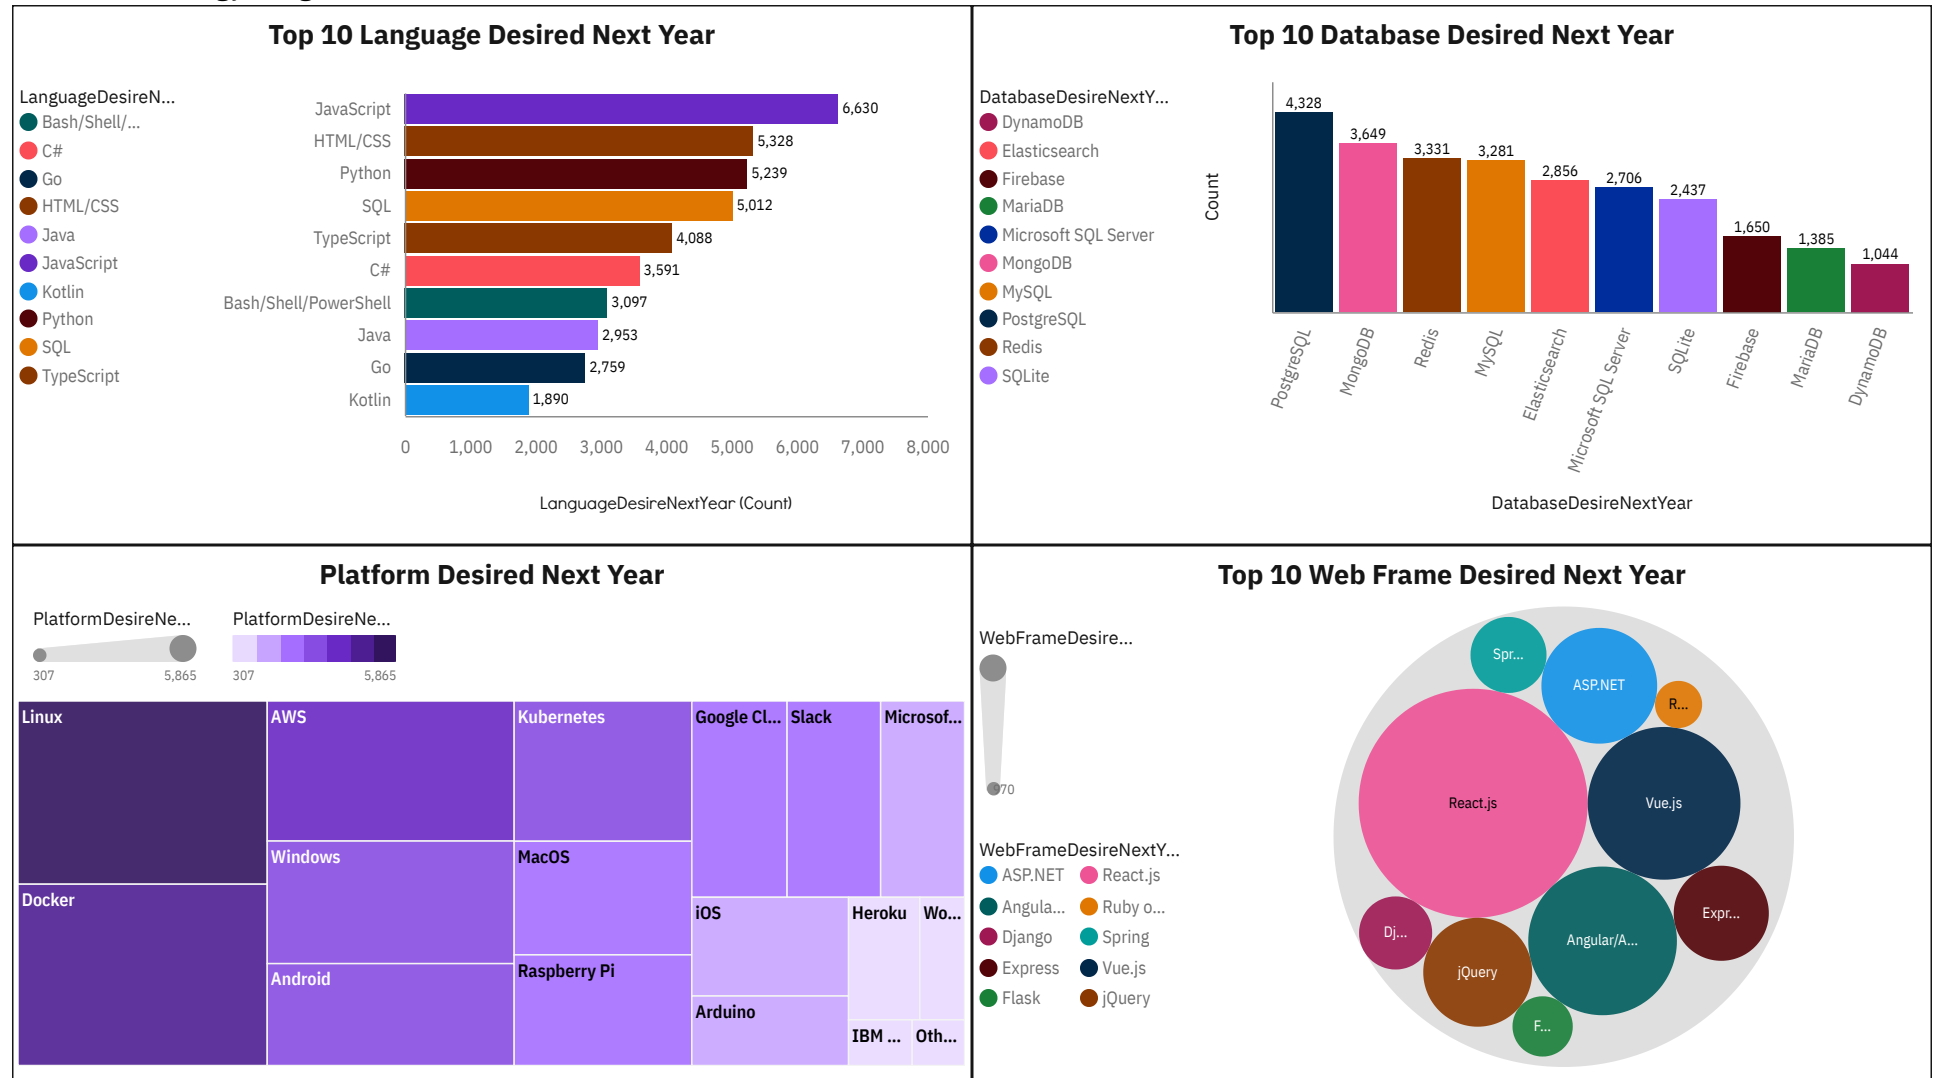 Top 10 Language Desired Next Year
LanguageDesireN...
Bash/Shell/...
C#
Go
HTML/CSS
Java
JavaScript
Kotlin
Python
SQL
TypeScript
JavaScript 6,630
HTML/CSS 5,328
Python 5,239
SQL 5,012
TypeScript 4,088
C# 3,591
Bash/Shell/PowerShell 3,097
Java 2,953
Go 2,759
Kotlin 1,890
0 1,000 2,000 3,000 4,000 5,000 6,000 7,000 8,000
LanguageDesireNextYear (Count)
Top 10 Database Desired Next Year
DatabaseDesireNextY...
DynamoDB
Elasticsearch
Firebase
MariaDB
Microsoft SQL Server
MongoDB
MySQL
PostgreSQL
Redis
SQLite
Count
4,328 3,649 3,331 3,281 2,856 2,706 2,437 1,650 1,385 1,044
PostgreSQL MongoDB Redis MySQL Elasticsearch Microsoft SQL Server SQLite Firebase MariaDB DynamoDB
DatabaseDesireNextYear
Platform Desired Next Year
PlatformDesireNe... PlatformDesireNe...
307 5,865 307 5,865
Linux
Docker
AWS
Windows
Android
Kubernetes
MacOS
Raspberry Pi
Google Cl... Slack Microsof...
iOS
Arduino
Heroku Wo...
IBM ... Oth...
Top 10 Web Frame Desired Next Year
WebFrameDesire...
970
WebFrameDesireNextY...
ASP.NET React.js
Angula... Ruby o...
Django Spring
Express Vue.js
Flask jQuery
Spr...
ASP.NET
R...
React.js
Vue.js
Expr...
Dj...
Angular/A...
jQuery
F...